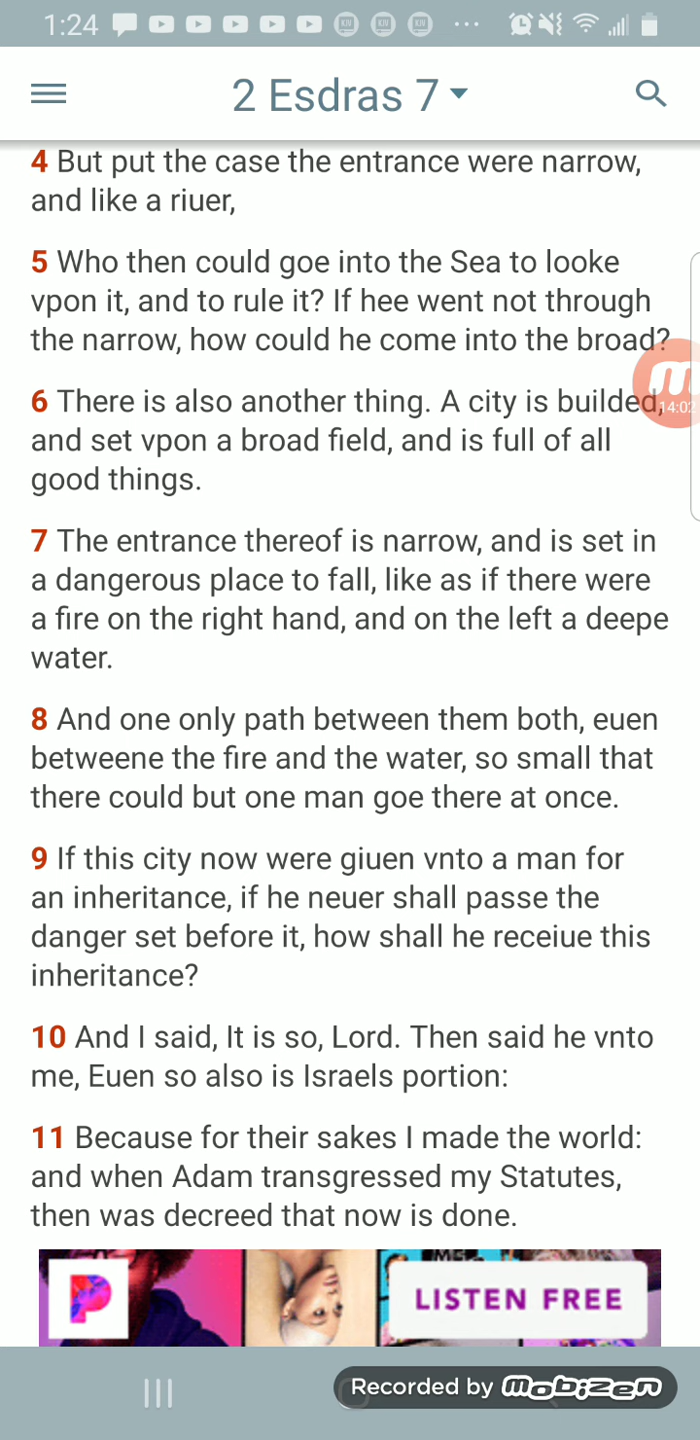 1:24
2 Esdras 7
4 But put the case the entrance were narrow,
and like a riuer,
5 Who then could goe into the Sea to looke
vpon it, and to rule it? If hee went not through
the narrow, how could he come into the broad?
6 There is also another thing. A city is builded,
14:02
and set vpon a broad field, and is full of all
good things.
7 The entrance thereof is narrow, and is set in
a dangerous place to fall, like as if there were
a fire on the right hand, and on the left a deepe
water.
8 And one only path between them both, euen
betweene the fire and the water, so small that
there could but one man goe there at once.
9 If this city now were giuen vnto a man for
an inheritance, if he neuer shall passe the
danger set before it, how shall he receiue this
inheritance?
10 And I said, It is so, Lord. Then said he vnto
me, Euen so also is Israels portion:
11 Because for their sakes I made the world:
and when Adam transgressed my Statutes,
then was decreed that now is done.
LISTEN FREE
Recorded by mobizen